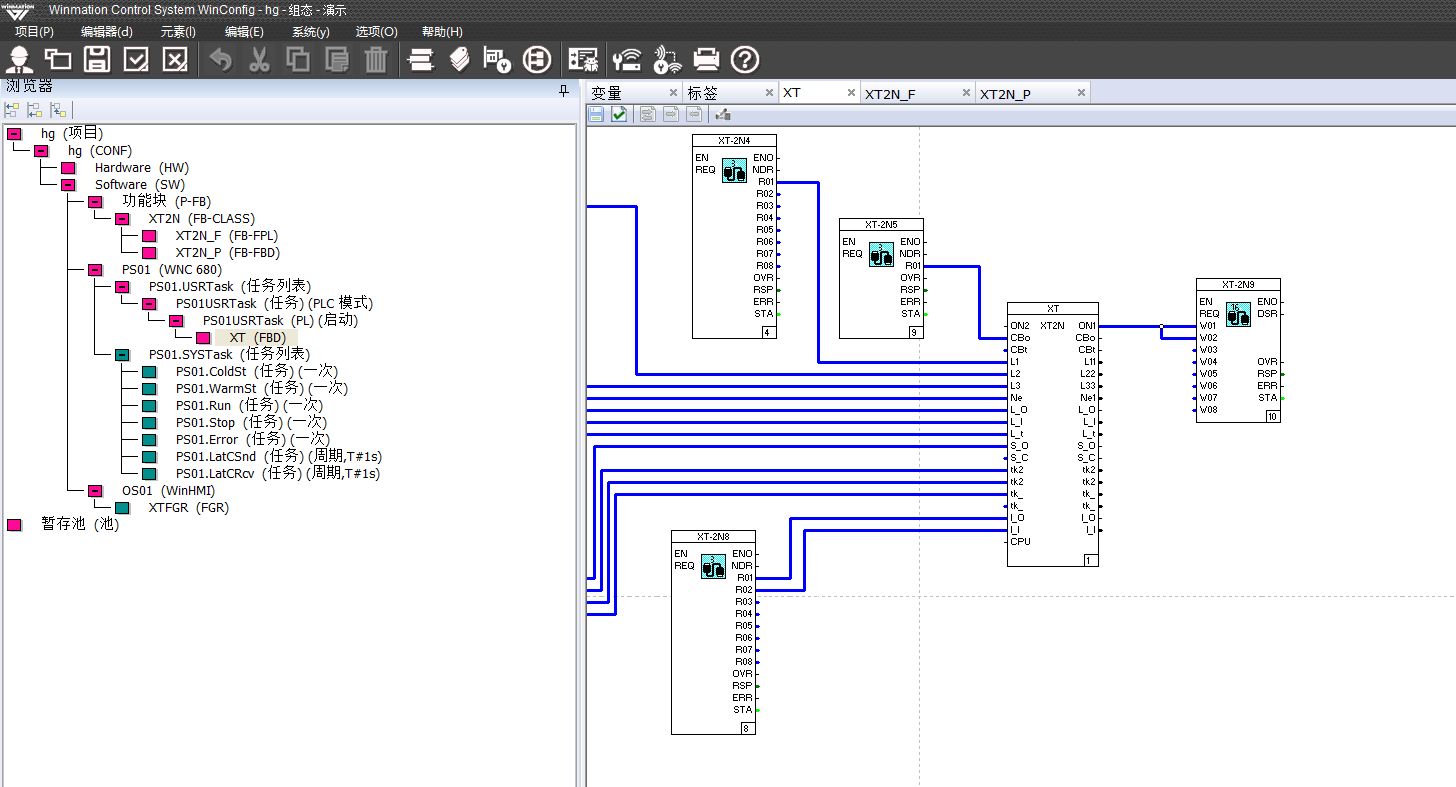 WINMATION Winmation Control System WinConfig - hg - 组态 - 演示
项目(P) 编辑器(d) 元素(l) 编辑(E) 系统(y) 选项(O) 帮助(H)
浏览器
hg (项目)
hg (CONF)
Hardware (HW)
Software (SW)
功能块 (P-FB)
XT2N (FB-CLASS)
XT2N_F (FB-FPL)
XT2N_P (FB-FBD)
PS01 (WNC 680)
PS01.USRTask (任务列表)
PS01USRTask (任务) (PLC 模式)
PS01USRTask (PL) (启动)
XT (FBD)
PS01.SYSTask (任务列表)
PS01.ColdSt (任务) (一次)
PS01.WarmSt (任务) (一次)
PS01.Run (任务) (一次)
PS01.Stop (任务) (一次)
PS01.Error (任务) (一次)
PS01.LatCSnd (任务) (周期,T#1s)
PS01.LatCRcv (任务) (周期,T#1s)
OS01 (WinHMI)
XTFGR (FGR)
暂存池 (池)
变量 标签 XT XT2N_F XT2N_P
XT-2N4
EN 3 ENO
REQ NDR
R01
R02
R03
R04
R05
R06
R07
R08
OVR
RSP
ERR
STA
4
XT-2N5
EN 3 ENO
REQ NDR
R01
OVR
RSP
ERR
STA
9
XT
ON2 XT2N ON1
CBo CBo
CBt CBt
L1 L11
L2 L22
L3 L33
Ne Ne1
L_O L_O
L_I L_I
L_t L_t
S_O S_O
S_C S_C
tk2 tk2
tk2 tk2
tk_ tk_
tk_ tk_
I_O I_O
I_I I_I
CPU
1
XT-2N9
EN 16 ENO
REQ DSR
W01
W02
W03
W04 OVR
W05 RSP
W06 ERR
W07 STA
W08
10
XT-2N8
EN 3 ENO
REQ NDR
R01
R02
R03
R04
R05
R06
R07
R08
OVR
RSP
ERR
STA
8